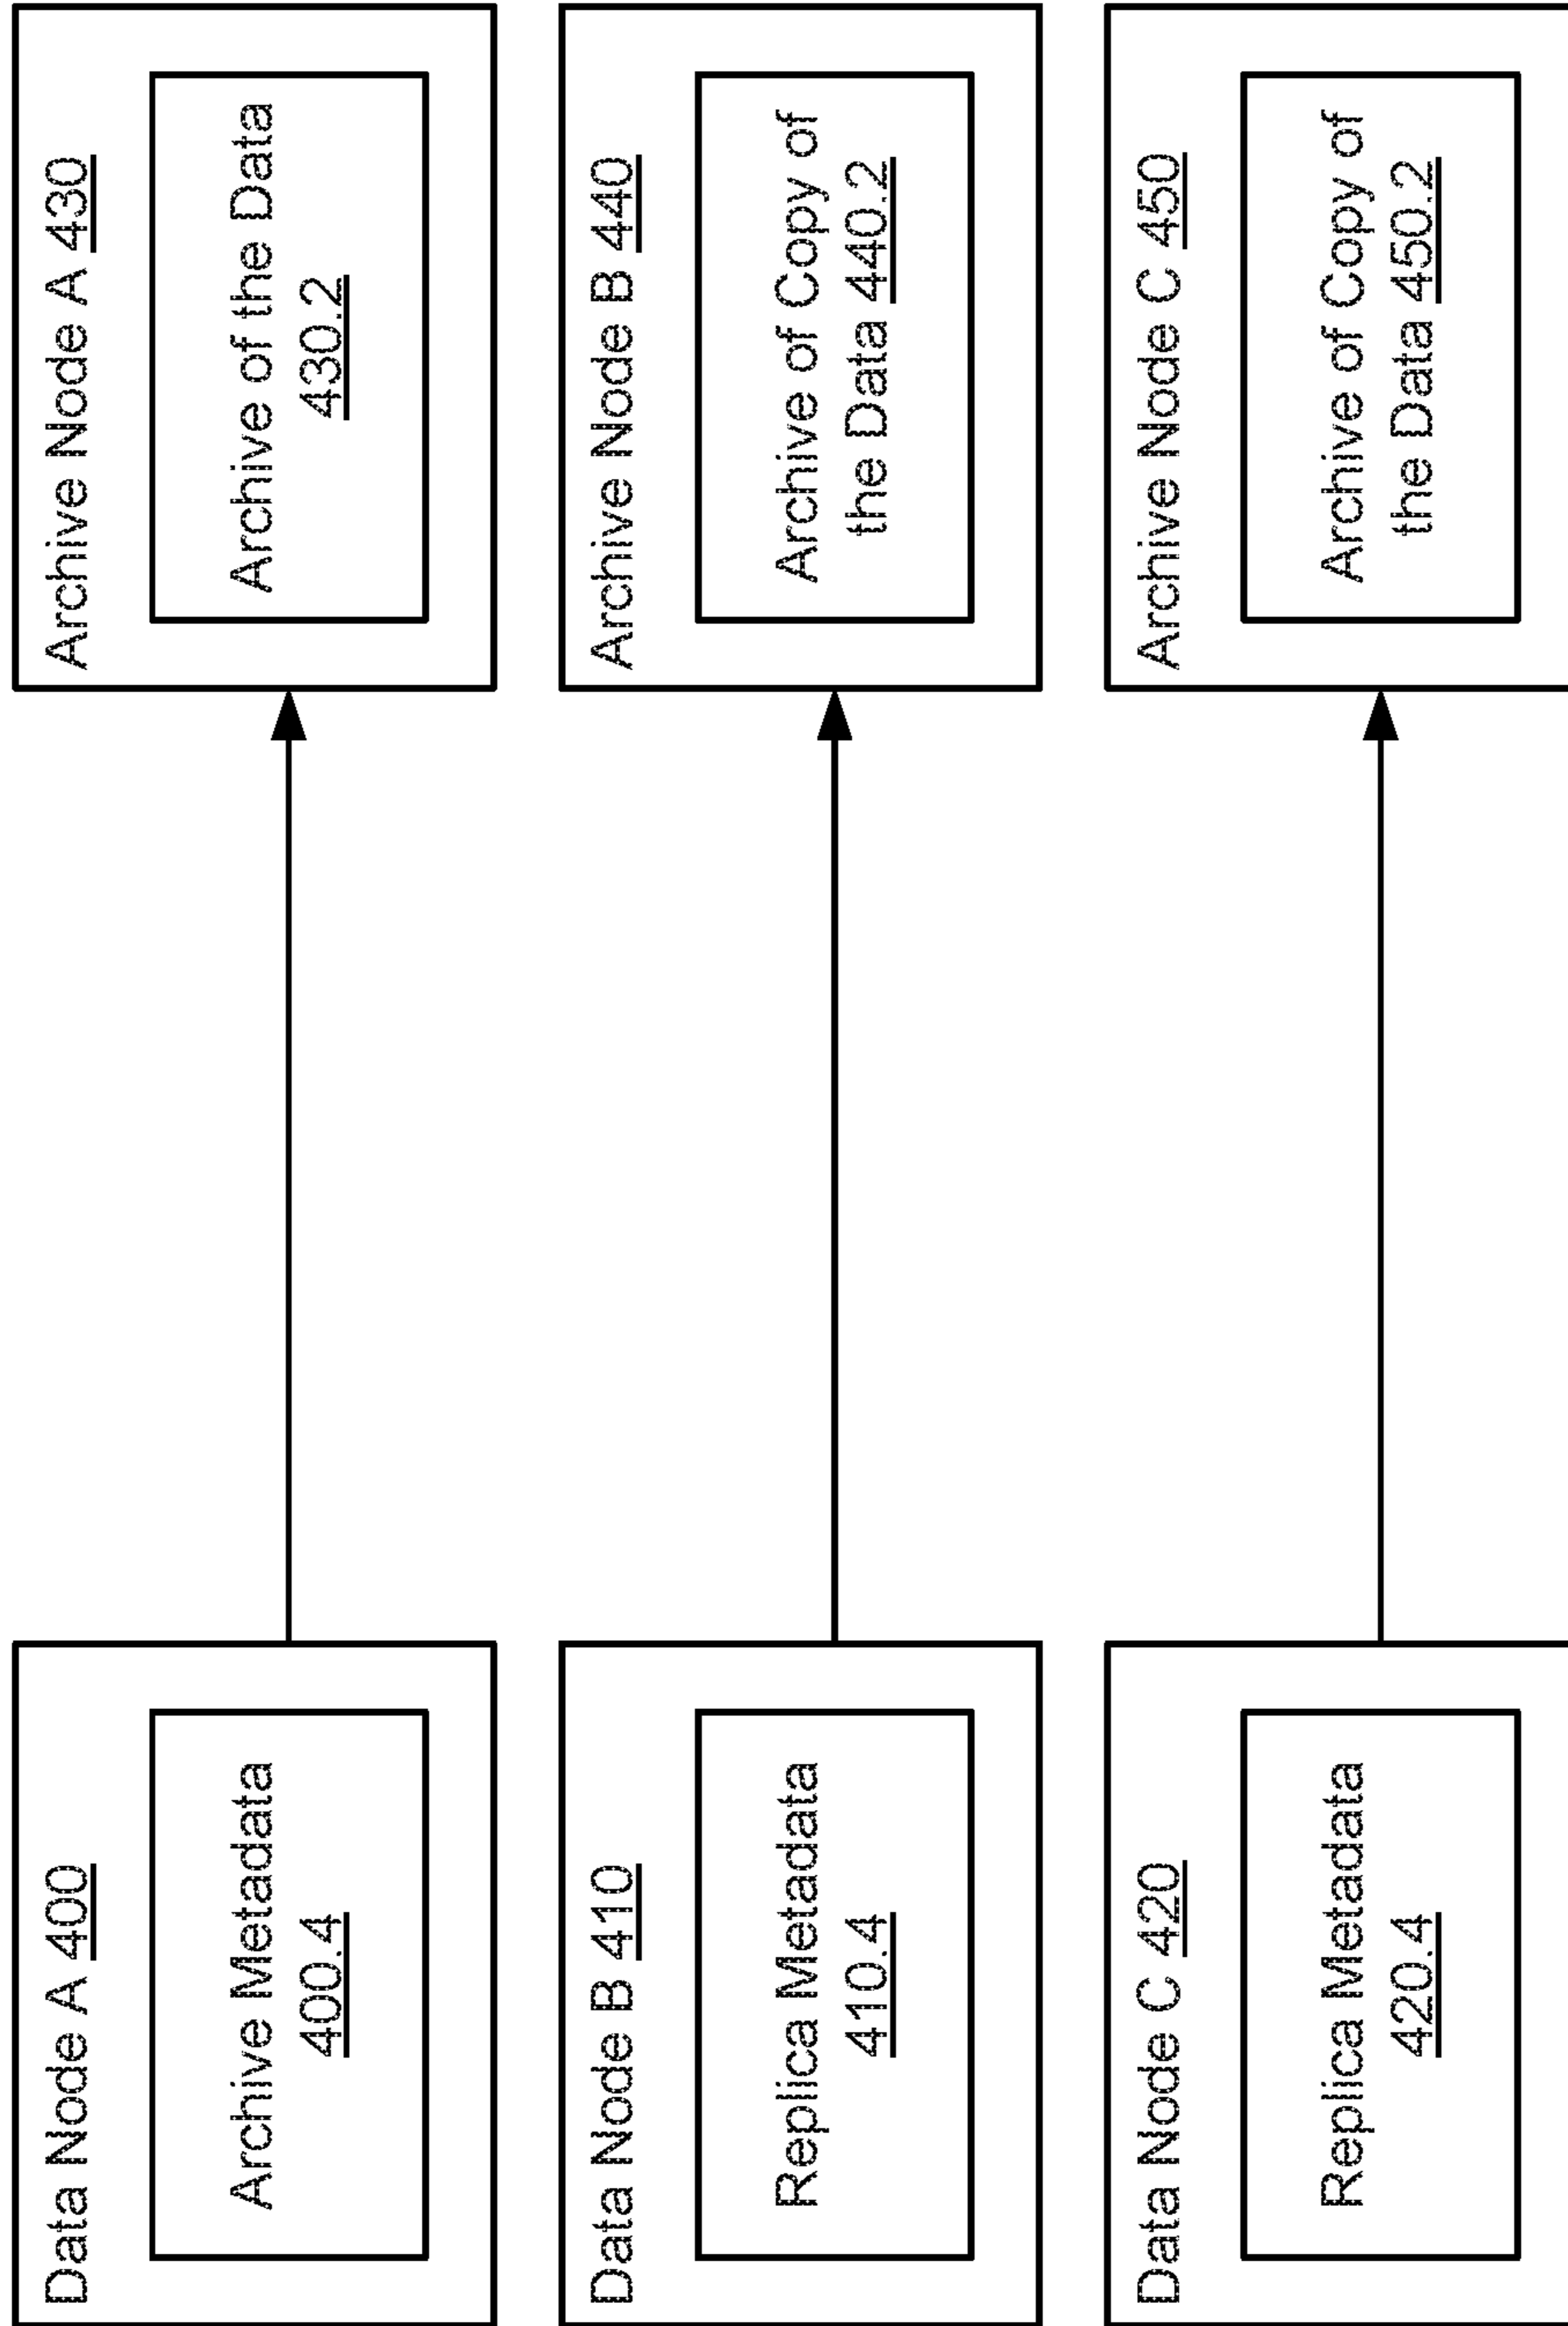 Data Node A 400
Archive Metadata
400.4
Archive Node A 430
Archive of the Data
430.2
Data Node B 410
Replica Metadata
410.4
Archive Node B 440
Archive of Copy of
the Data 440.2
Data Node C 420
Replica Metadata
420.4
Archive Node C 450
Archive of Copy of
the Data 450.2